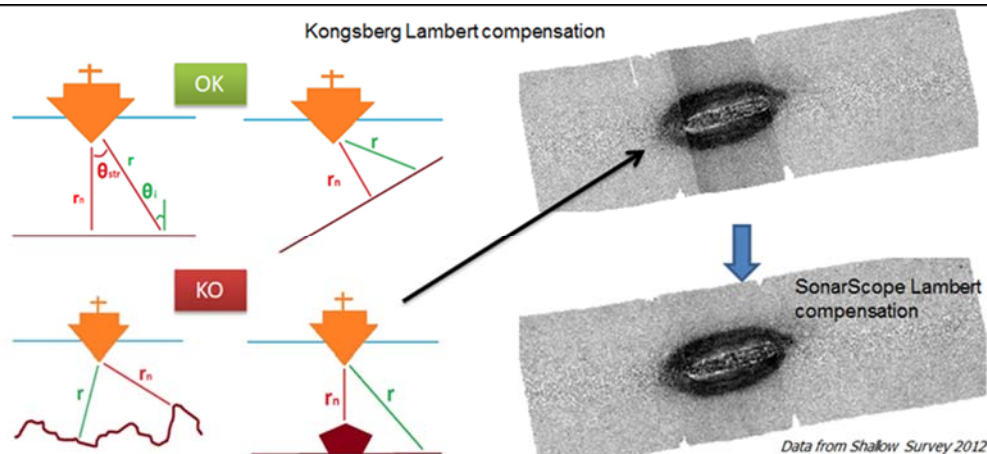 Kongsberg Lambert compensation
OK
θstr
r
rn
θi
r
rn
KO
r
rn
rn
r
SonarScope Lambert
compensation
Data from Shallow Survey 2012